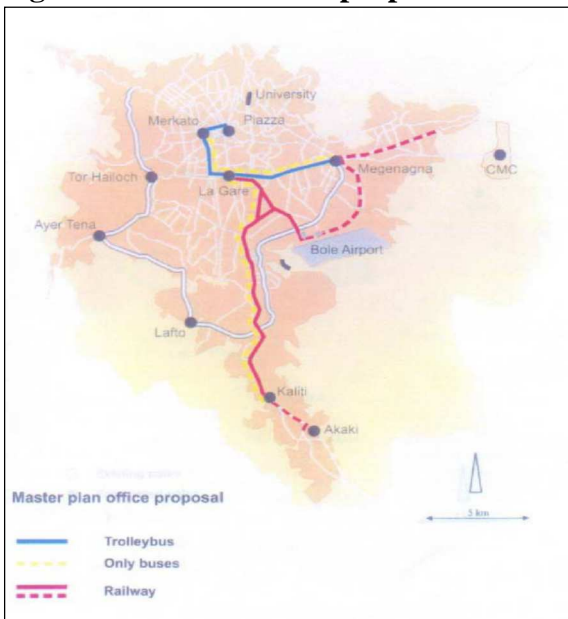 University
Merkato
Piazza
Megenagna
CMC
Tor Hailoch
La Gare
Ayer Tena
Bole Airport
Lafto
Kaliti
Akaki
Master plan office proposal
5 km
Trolleybus
Only buses
Railway